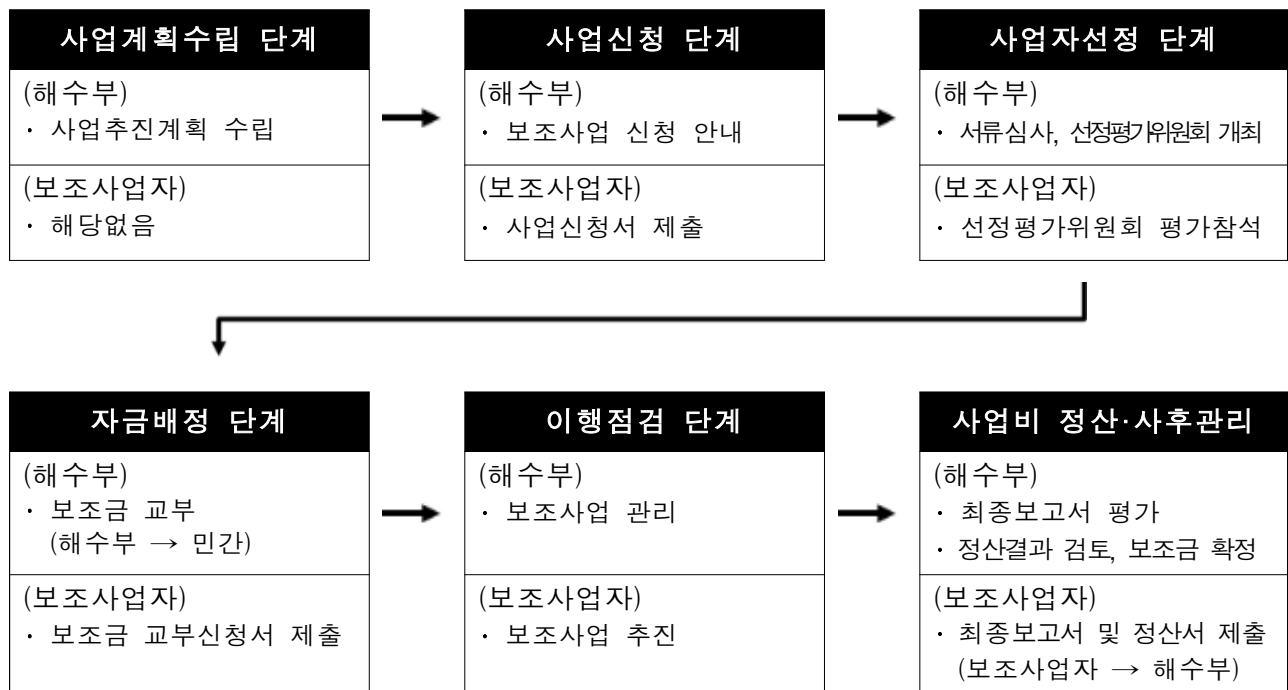 사업계획수립 단계
(해수부)
· 사업추진계획 수립
(보조사업자)
· 해당없음
사업신청 단계
(해수부)
· 보조사업 신청 안내
(보조사업자)
· 사업신청서 제출
사업자선정 단계
(해수부)
· 서류심사, 선정평가위원회 개최
(보조사업자)
· 선정평가위원회 평가참석
자금배정 단계
(해수부)
· 보조금 교부
(해수부 → 민간)
(보조사업자)
· 보조금 교부신청서 제출
이행점검 단계
(해수부)
· 보조사업 관리
(보조사업자)
· 보조사업 추진
사업비 정산·사후관리
(해수부)
· 최종보고서 평가
· 정산결과 검토, 보조금 확정
(보조사업자)
· 최종보고서 및 정산서 제출
(보조사업자 → 해수부)